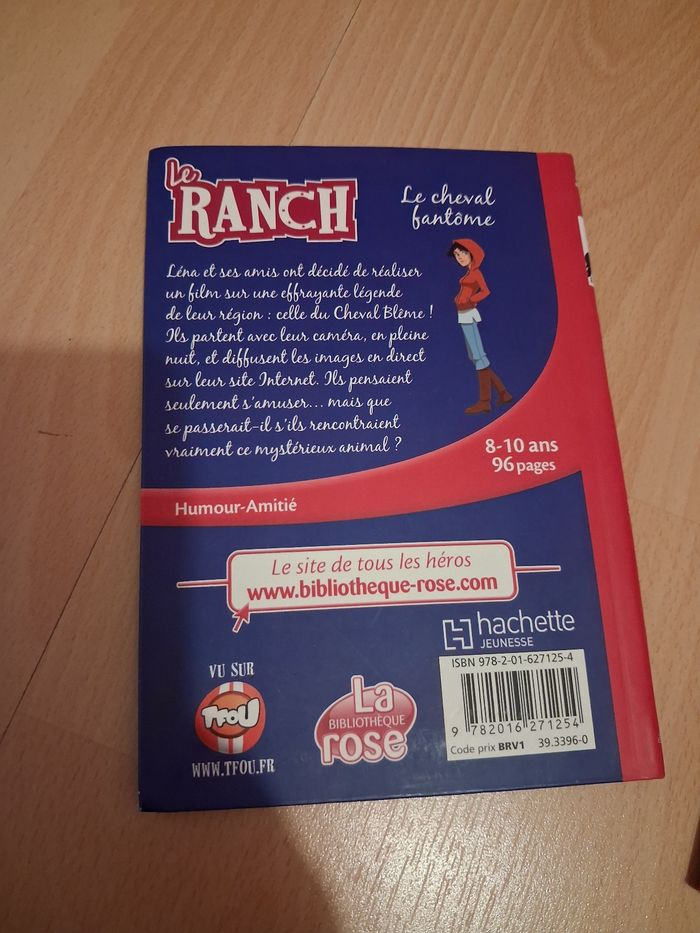 Le
RANCH
Le cheval
fantôme
Léna et ses amis ont décidé de réaliser
un film sur une effrayante légende
de leur région : celle du Cheval Blême !
Ils partent avec leur caméra, en pleine
nuit, et diffusent les images en direct
sur leur site Internet. Ils pensaient
seulement s'amuser... mais que
se passerait-il s'ils rencontraient
vraiment ce mystérieux animal ?
8-10 ans
96 pages
Humour-Amitié
Le site de tous les héros
www.bibliotheque-rose.com
hachette
JEUNESSE
ISBN 978-2-01-627125-4
9 782016 271254
Code prix BRV1 39.3396-0
VU SUR
TFOU
WWW.TFOU.FR
La
BIBLIOTHÈQUE
rose